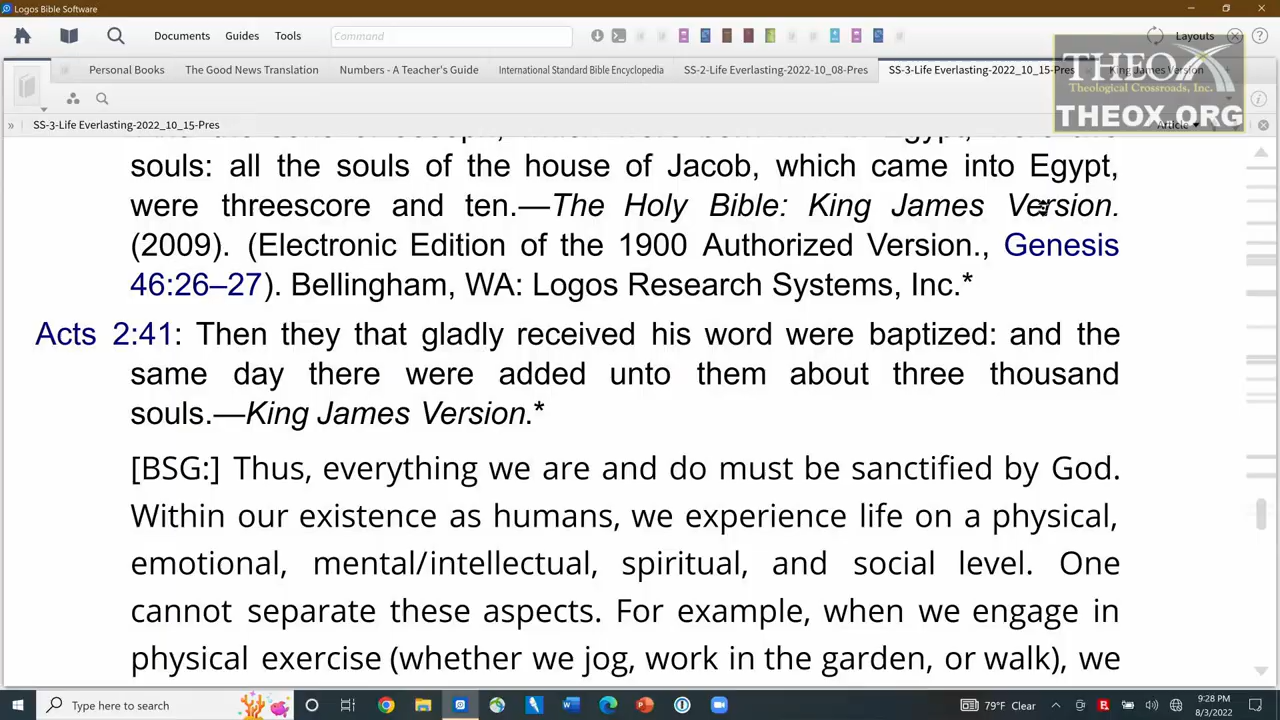 Logos Bible Software
Documents Guides Tools Command Layouts
Personal Books The Good News Translation International Standard Bible Encyclopedia SS-2-Life Everlasting-2022-10_08-Pres SS-3-Life Everlasting-2022_10_15-Pres King James Version
THEOX
Theological Crossroads, Inc.
THEOX.ORG
SS-3-Life Everlasting-2022_10_15-Pres Article
souls: all the souls of the house of Jacob, which came into Egypt,
were threescore and ten.—The Holy Bible: King James Version.
(2009). (Electronic Edition of the 1900 Authorized Version., Genesis
46:26–27). Bellingham, WA: Logos Research Systems, Inc.*
Acts 2:41: Then they that gladly received his word were baptized: and the
same day there were added unto them about three thousand
souls.—King James Version.*
[BSG:] Thus, everything we are and do must be sanctified by God.
Within our existence as humans, we experience life on a physical,
emotional, mental/intellectual, spiritual, and social level. One
cannot separate these aspects. For example, when we engage in
physical exercise (whether we jog, work in the garden, or walk), we
Type here to search 79°F Clear 9:28 PM
8/3/2022